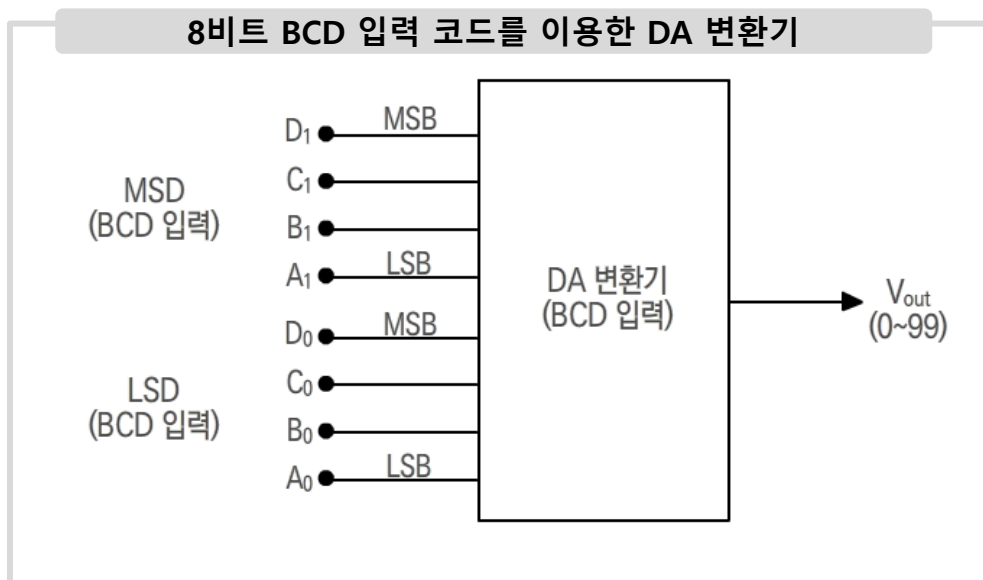 8비트 BCD 입력 코드를 이용한 DA 변환기
D₁ MSB
C₁
MSD
(BCD 입력)
B₁
A₁ LSB
D₀ MSB
C₀
LSD
(BCD 입력)
B₀
A₀ LSB
DA 변환기
(BCD 입력)
Vout
(0~99)